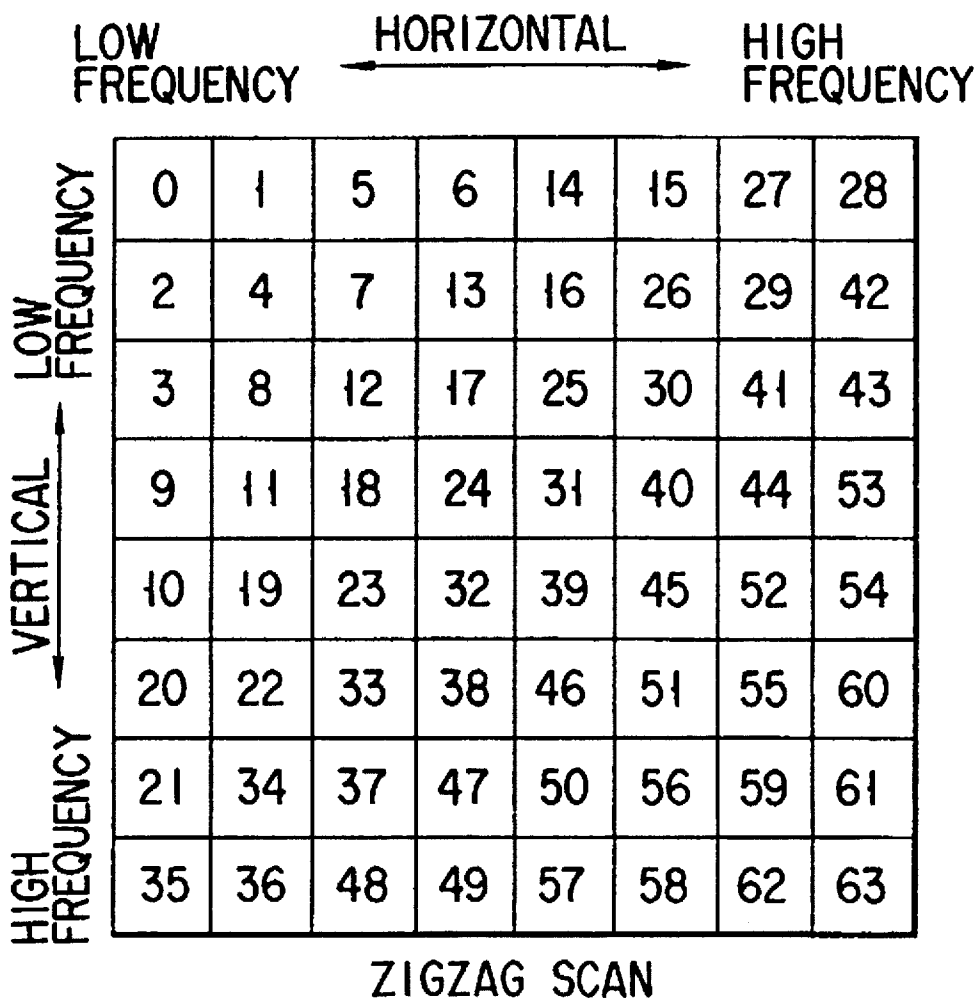 LOW FREQUENCY
HORIZONTAL
HIGH FREQUENCY
LOW FREQUENCY
VERTICAL
HIGH FREQUENCY
0 1 5 6 14 15 27 28
2 4 7 13 16 26 29 42
3 8 12 17 25 30 41 43
9 11 18 24 31 40 44 53
10 19 23 32 39 45 52 54
20 22 33 38 46 51 55 60
21 34 37 47 50 56 59 61
35 36 48 49 57 58 62 63
ZIGZAG SCAN